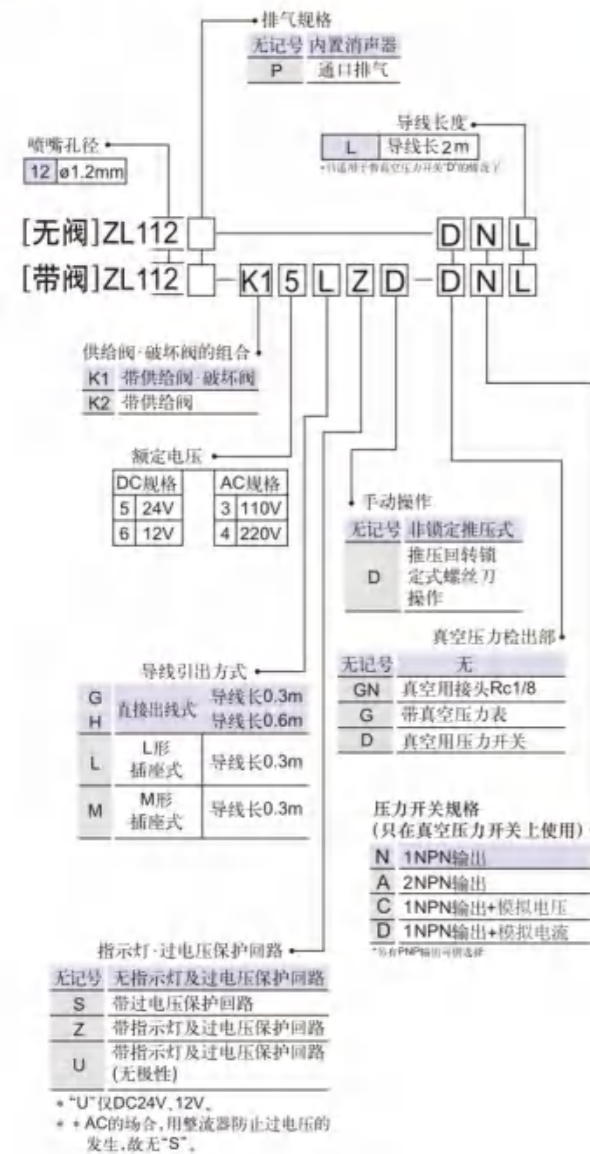 排气规格
无记号 内置消声器
P 通口排气
导线长度
L 导线长2m
喷嘴孔径
12 ø1.2mm
[无阀]ZL112 D N L
[带阀]ZL112 -K1 5 L Z D - D N L
供给阀·破坏阀的组合
K1 带供给阀·破坏阀
K2 带供给阀
额定电压
DC规格 AC规格
5 24V 3 110V
6 12V 4 220V
手动操作
无记号 非锁定推压式
推压回转锁
D 定式螺丝刀
操作
真空压力检出部
无记号 无
GN 真空用接头Rc1/8
G 带真空压力表
D 真空用压力开关
导线引出方式
G 直接出线式 导线长0.3m
H 导线长0.6m
L L形 插座式 导线长0.3m
M M形 插座式 导线长0.3m
压力开关规格
(只在真空压力开关上使用)
N 1NPN输出
A 2NPN输出
C 1NPN输出+模拟电压
D 1NPN输出+模拟电流
*另有PNP输出可供选择
指示灯·过电压保护回路
无记号 无指示灯及过电压保护回路
S 带过电压保护回路
Z 带指示灯及过电压保护回路
U 带指示灯及过电压保护回路
(无极性)
* “U”仅DC24V、12V。
* * AC的场合,用整流器防止过电压的
发生,故无“S”。